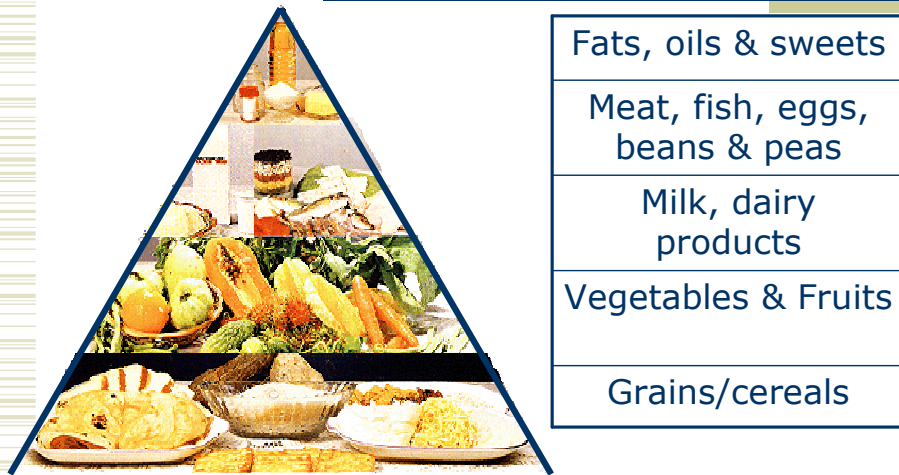 Fats, oils & sweets
Meat, fish, eggs,
beans & peas
Milk, dairy
products
Vegetables & Fruits
Grains/cereals